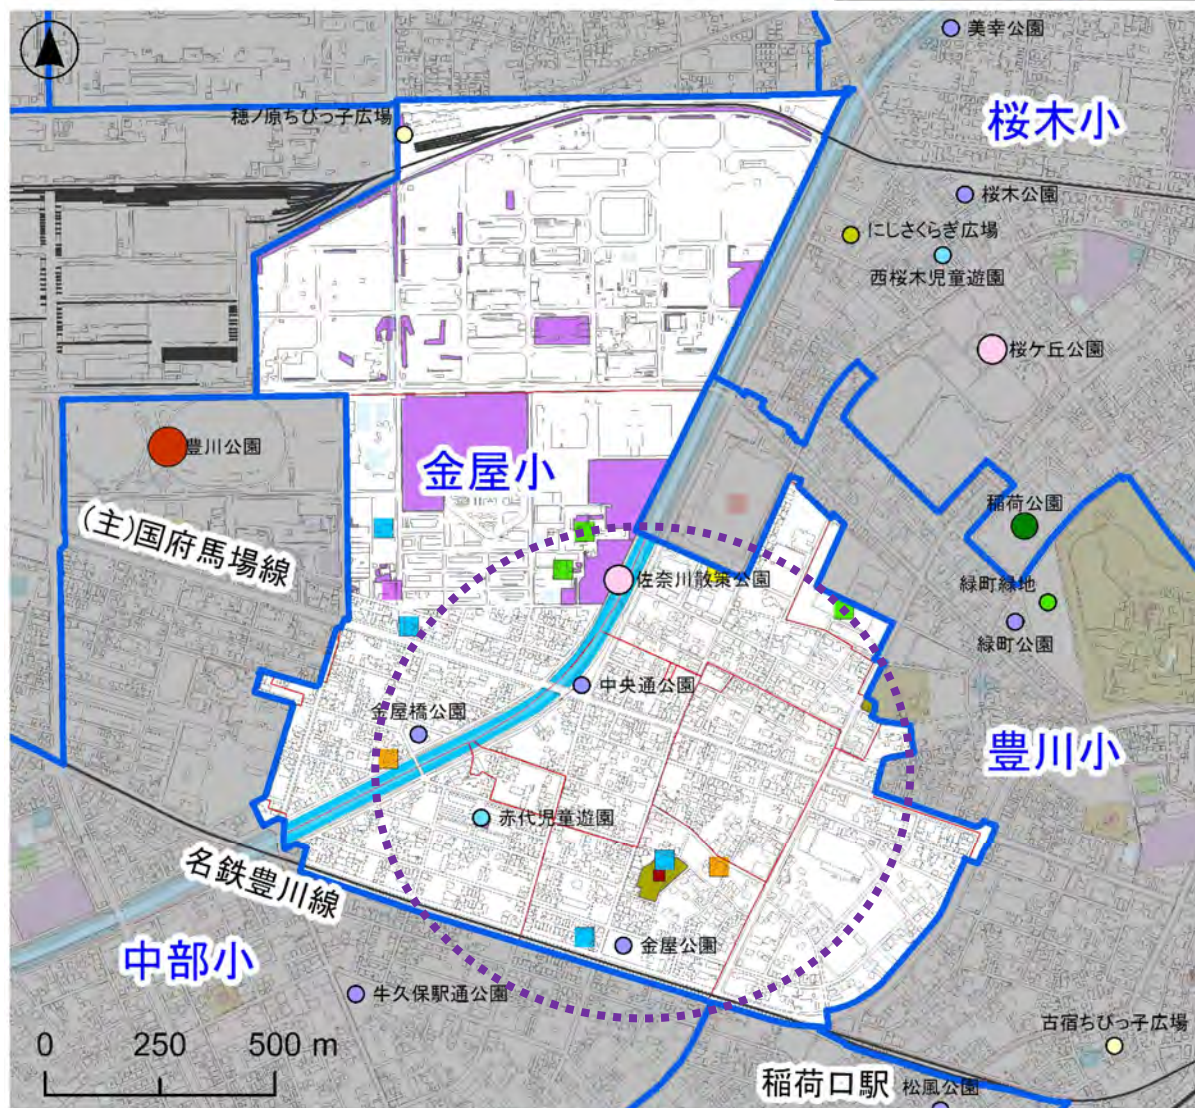 美幸公園
桜木小
穂ノ原ちびっ子広場
桜木公園
にしさくらぎ広場
西桜木児童遊園
桜ケ丘公園
豊川公園
金屋小
(主)国府馬場線
稲荷公園
佐奈川散策公園
緑町緑地
緑町公園
中央通公園
金屋橋公園
豊川小
赤代児童遊園
名鉄豊川線
中部小
金屋公園
牛久保駅通公園
古宿ちびっ子広場
0 250 500 m
稲荷口駅
松風公園